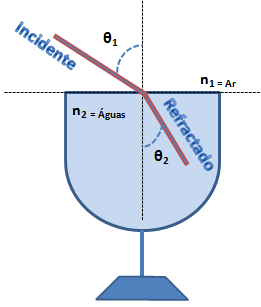 Incidente
θ1
n1 = Ar
n2 = Águas
Refractado
θ2